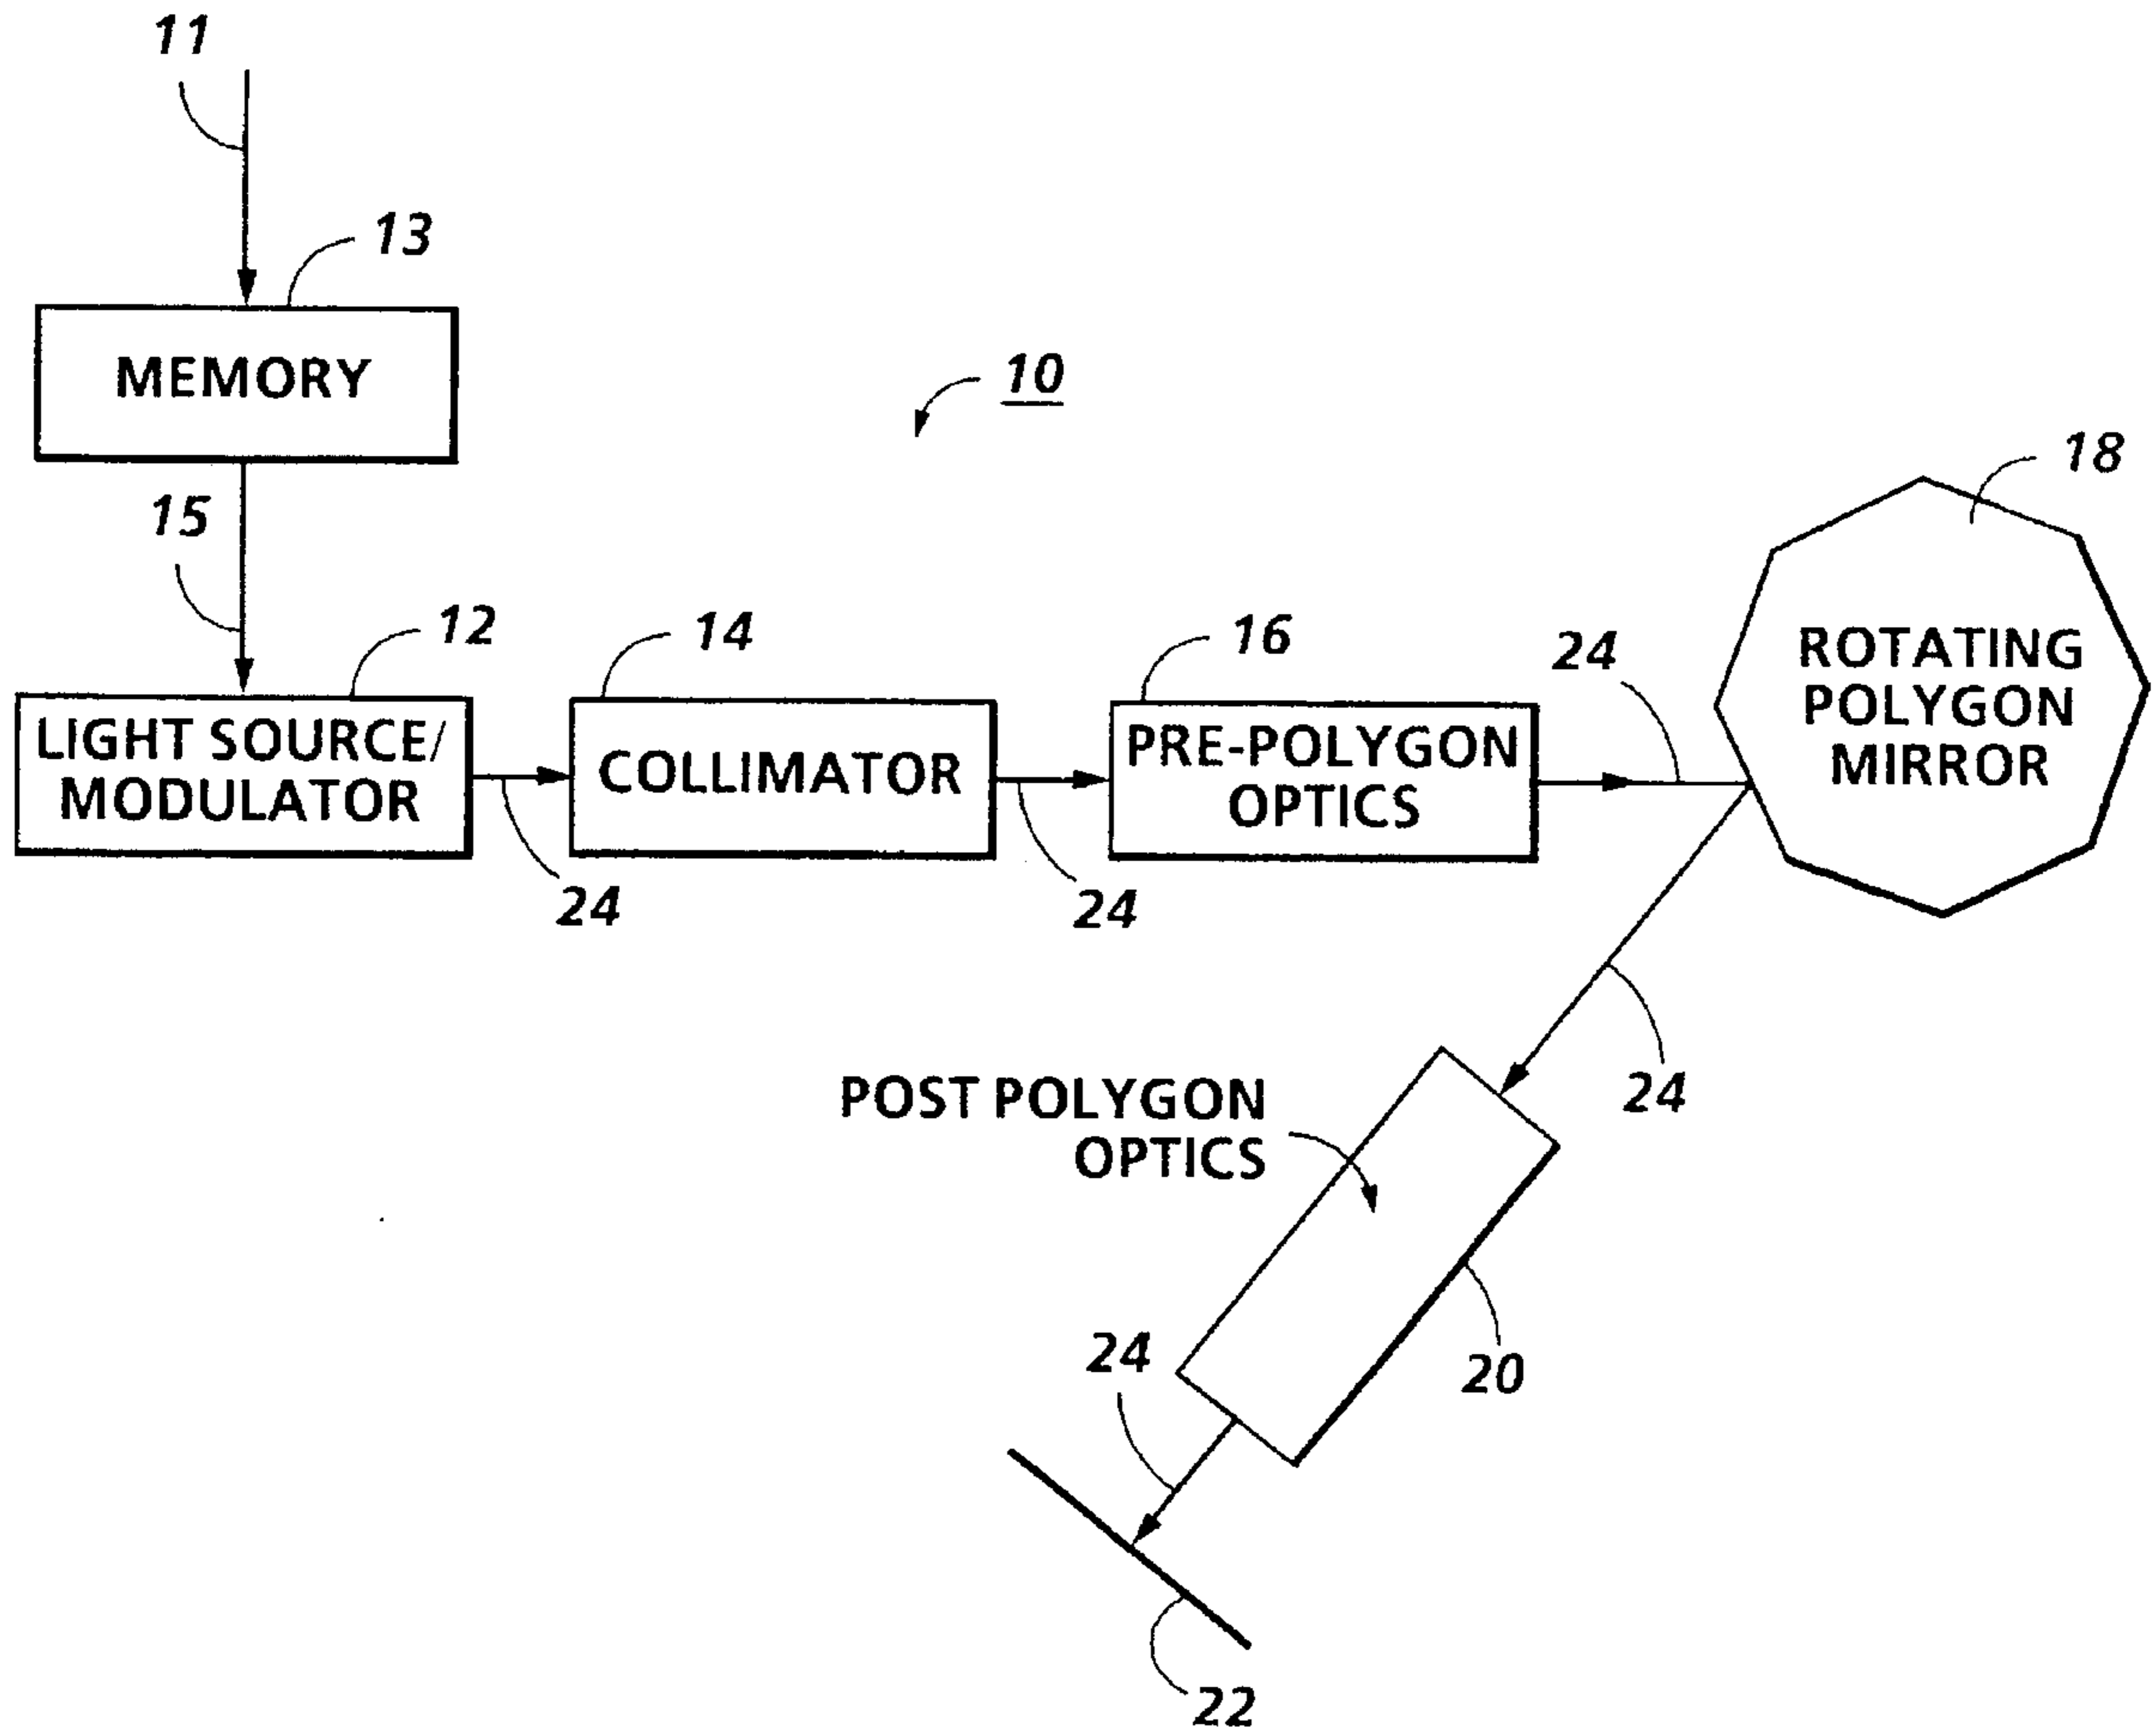 11
13
MEMORY
10
15
18
12
14
16
24
ROTATING
POLYGON
MIRROR
LIGHT SOURCE/
MODULATOR
COLLIMATOR
PRE-POLYGON
OPTICS
24
24
24
POST POLYGON
OPTICS
24
20
22